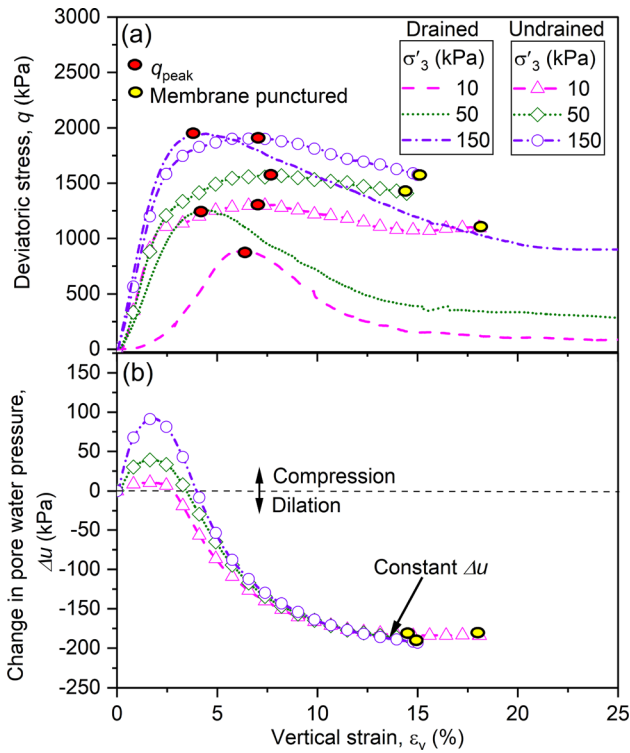 (a)
q peak
Membrane punctured
Drained
σ′3 (kPa)
10
50
150
Undrained
σ′3 (kPa)
10
50
150
Deviatoric stress, q (kPa)
3000
2500
2000
1500
1000
500
0
(b)
Compression
Dilation
Constant Δu
Change in pore water pressure,
Δu (kPa)
100
50
0
-50
-100
-150
-200
-250
0 5 10 15 20 25
Vertical strain, εv (%)